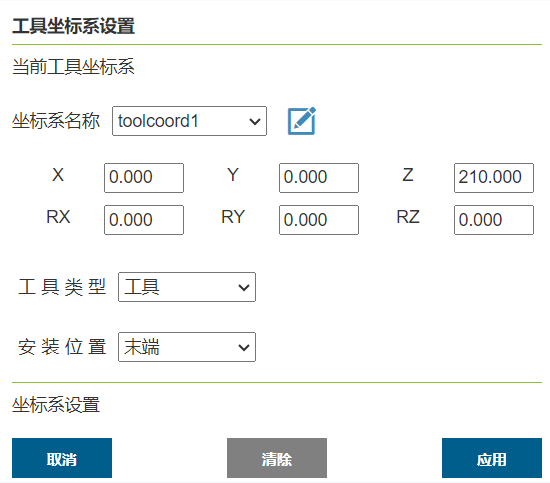 工具坐标系设置
当前工具坐标系
坐标系名称 toolcoord1
X 0.000 Y 0.000 Z 210.000
RX 0.000 RY 0.000 RZ 0.000
工具类型 工具
安装位置 末端
坐标系设置
取消 清除 应用